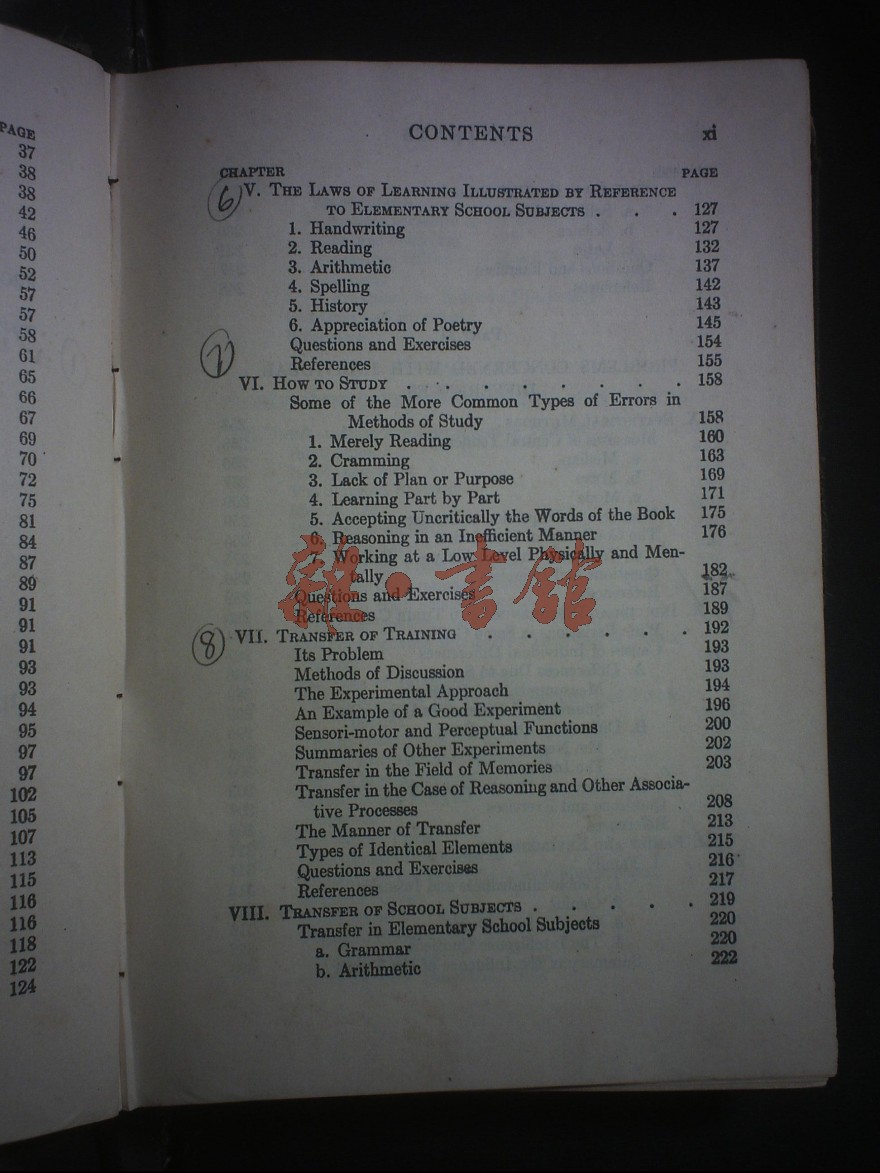 PAGE
37
38
38
42
46
50
52
57
57
58
61
65
66
67
69
70
72
75
81
84
87
89
91
91
91
93
93
94
95
97
97
102
105
107
113
115
116
116
118
122
124
CONTENTS xi
CHAPTER PAGE
6 V. THE LAWS OF LEARNING ILLUSTRATED BY REFERENCE
TO ELEMENTARY SCHOOL SUBJECTS . . . 127
1. Handwriting 127
2. Reading 132
3. Arithmetic 137
4. Spelling 142
5. History 143
6. Appreciation of Poetry 145
Questions and Exercises 154
7 References 155
VI. HOW TO STUDY . . . . . . . . 158
Some of the More Common Types of Errors in
Methods of Study 158
1. Merely Reading 160
2. Cramming 163
3. Lack of Plan or Purpose 169
4. Learning Part by Part 171
5. Accepting Uncritically the Words of the Book 175
6. Reasoning in an Inefficient Manner 176
7. Working at a Low Level Physically and Men-
tally 182
Questions and Exercises 187
References 189
雜·書館
8 VII. TRANSFER OF TRAINING . . . . . . 192
Its Problem 193
Methods of Discussion 193
The Experimental Approach 194
An Example of a Good Experiment 196
Sensori-motor and Perceptual Functions 200
Summaries of Other Experiments 202
Transfer in the Field of Memories 203
Transfer in the Case of Reasoning and Other Associa-
tive Processes 208
The Manner of Transfer 213
Types of Identical Elements 215
Questions and Exercises 216
References 217
VIII. TRANSFER OF SCHOOL SUBJECTS . . . . . 219
Transfer in Elementary School Subjects 220
a. Grammar 220
b. Arithmetic 222